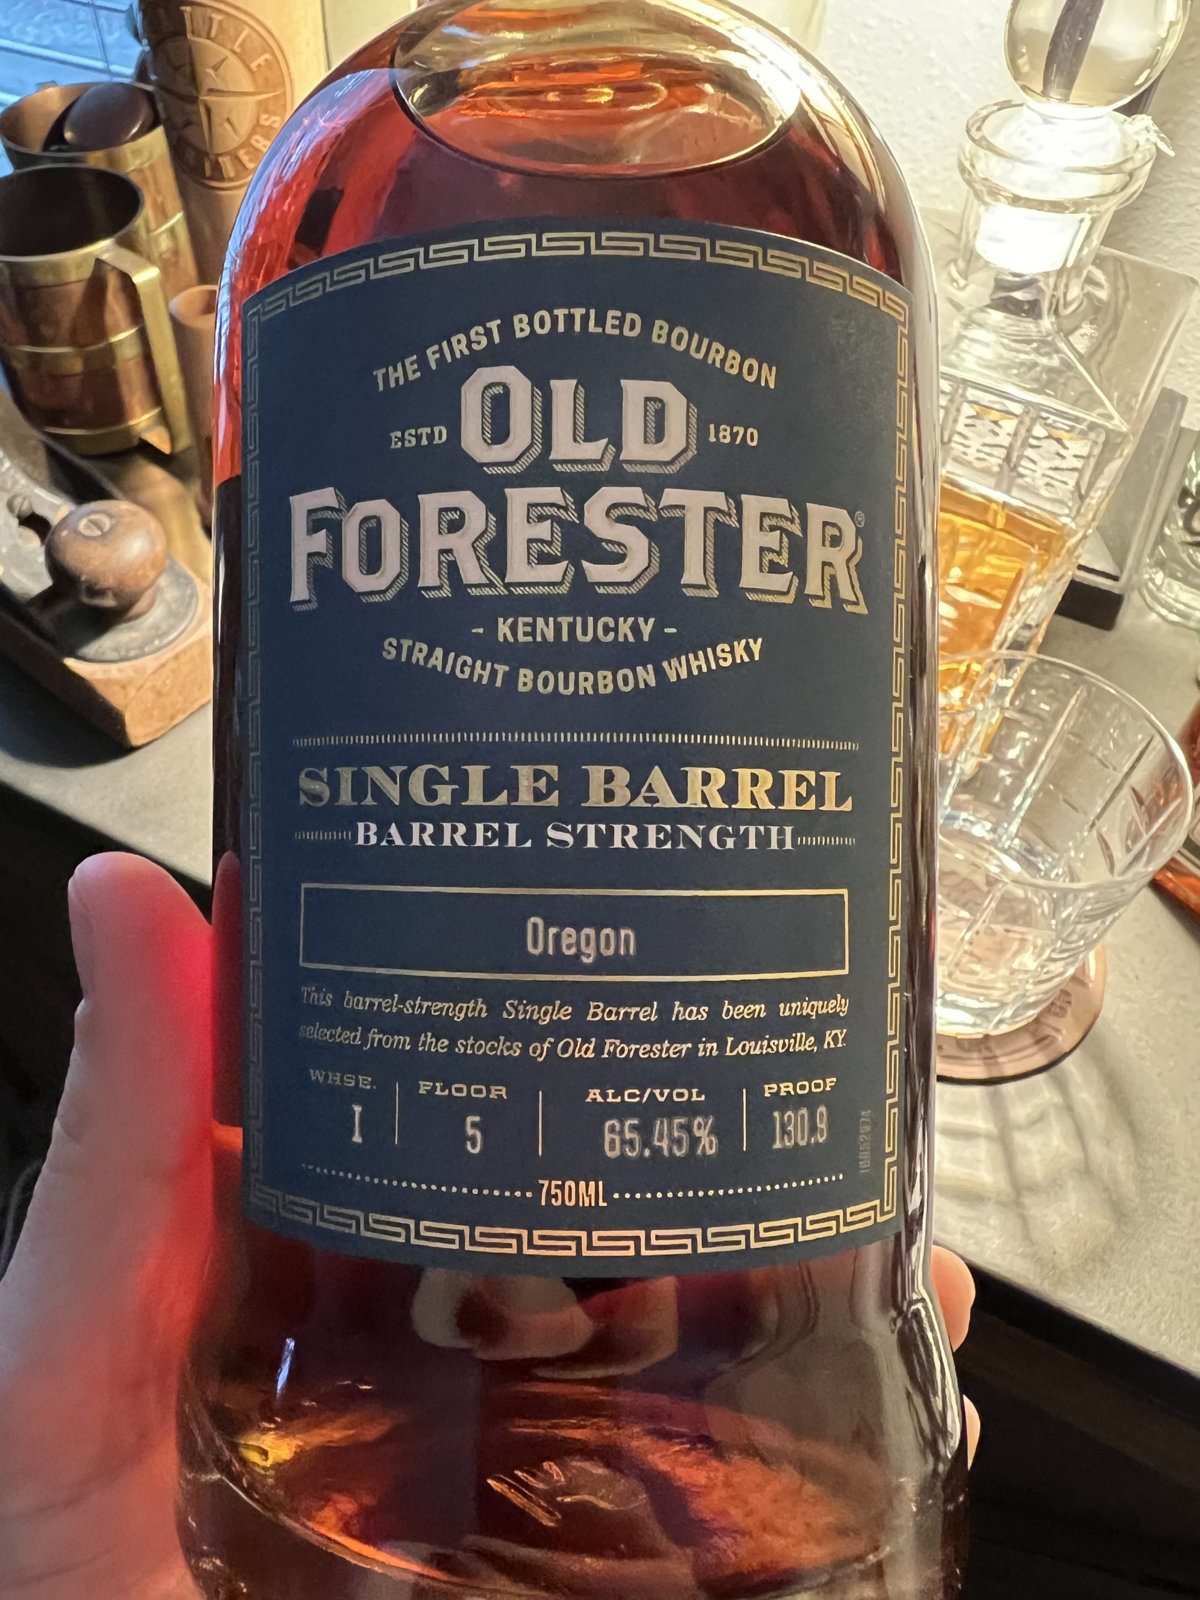 THE FIRST BOTTLED BOURBON
ESTD OLD 1870
FORESTER®
- KENTUCKY -
STRAIGHT BOURBON WHISKY
SINGLE BARREL
BARREL STRENGTH
Oregon
This barrel-strength Single Barrel has been uniquely
selected from the stocks of Old Forester in Louisville, KY.
WHSE. FLOOR ALC/VOL PROOF
I 5 65.45% 130.9
750ML